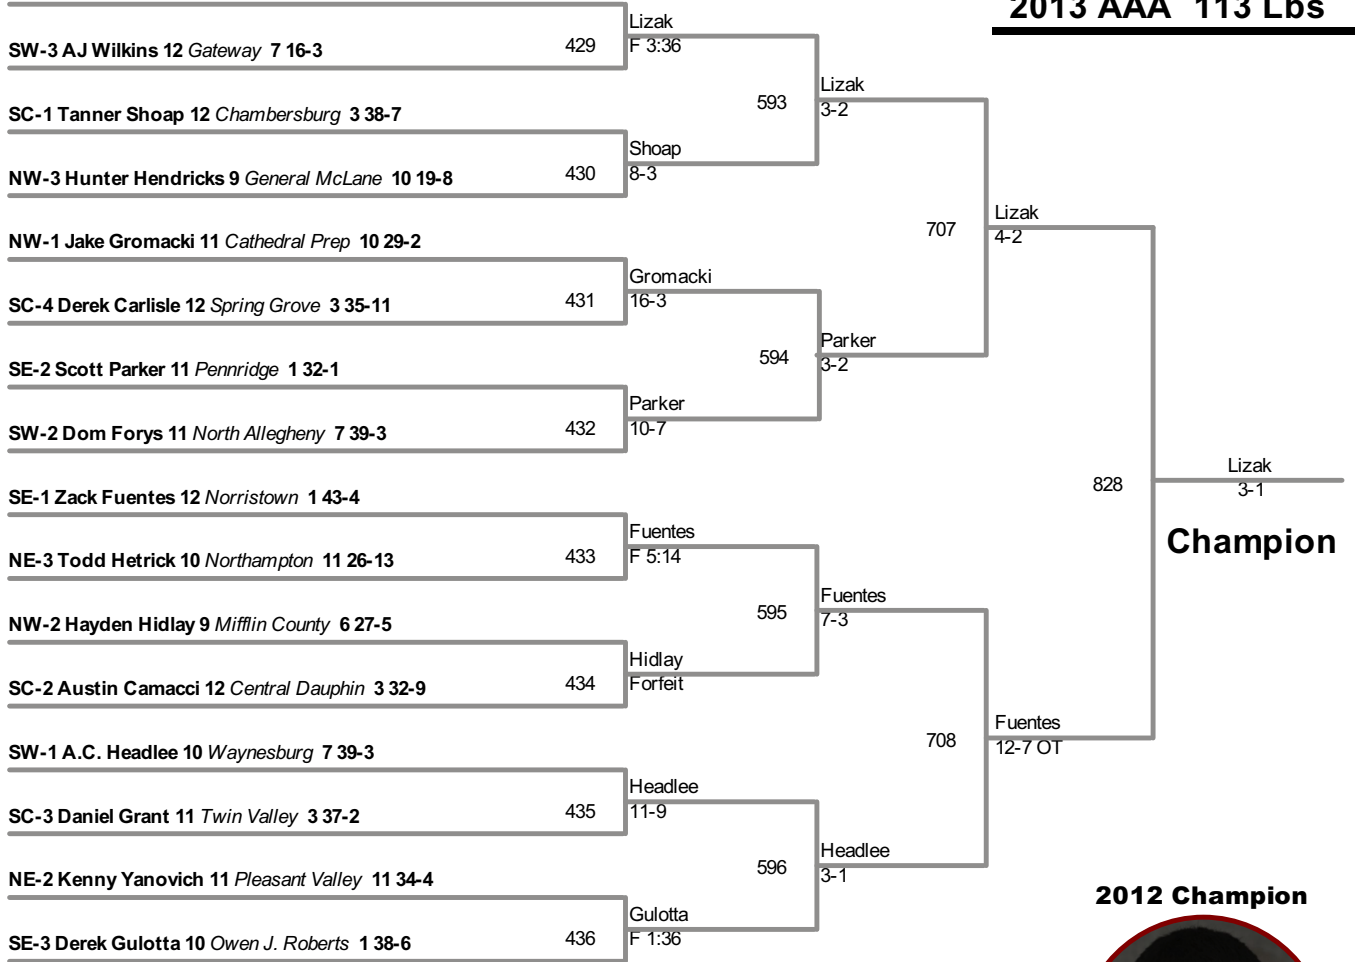 2013 AAA 113 Lbs
SW-3 AJ Wilkins 12 Gateway 7 16-3
429
Lizak
F 3:36
SC-1 Tanner Shoap 12 Chambersburg 3 38-7
593
Lizak
3-2
NW-3 Hunter Hendricks 9 General McLane 10 19-8
430
Shoap
8-3
NW-1 Jake Gromacki 11 Cathedral Prep 10 29-2
707
Lizak
4-2
SC-4 Derek Carlisle 12 Spring Grove 3 35-11
431
Gromacki
16-3
SE-2 Scott Parker 11 Pennridge 1 32-1
594
Parker
3-2
SW-2 Dom Forys 11 North Allegheny 7 39-3
432
Parker
10-7
SE-1 Zack Fuentes 12 Norristown 1 43-4
828
Lizak
3-1
Champion
NE-3 Todd Hetrick 10 Northampton 11 26-13
433
Fuentes
F 5:14
NW-2 Hayden Hidlay 9 Mifflin County 6 27-5
595
Fuentes
7-3
SC-2 Austin Camacci 12 Central Dauphin 3 32-9
434
Hidlay
Forfeit
SW-1 A.C. Headlee 10 Waynesburg 7 39-3
708
Fuentes
12-7 OT
SC-3 Daniel Grant 11 Twin Valley 3 37-2
435
Headlee
11-9
NE-2 Kenny Yanovich 11 Pleasant Valley 11 34-4
596
Headlee
3-1
SE-3 Derek Gulotta 10 Owen J. Roberts 1 38-6
436
Gulotta
F 1:36
2012 Champion